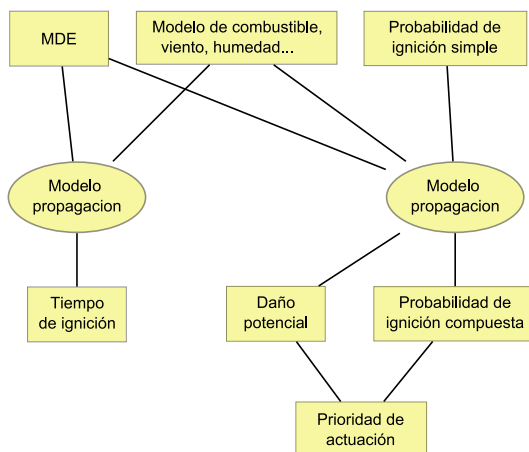 MDE
Modelo de combustible,
viento, humedad...
Probabilidad de
ignición simple
Modelo
propagacion
Modelo
propagacion
Tiempo
de ignición
Daño
potencial
Probabilidad de
ignición compuesta
Prioridad de
actuación